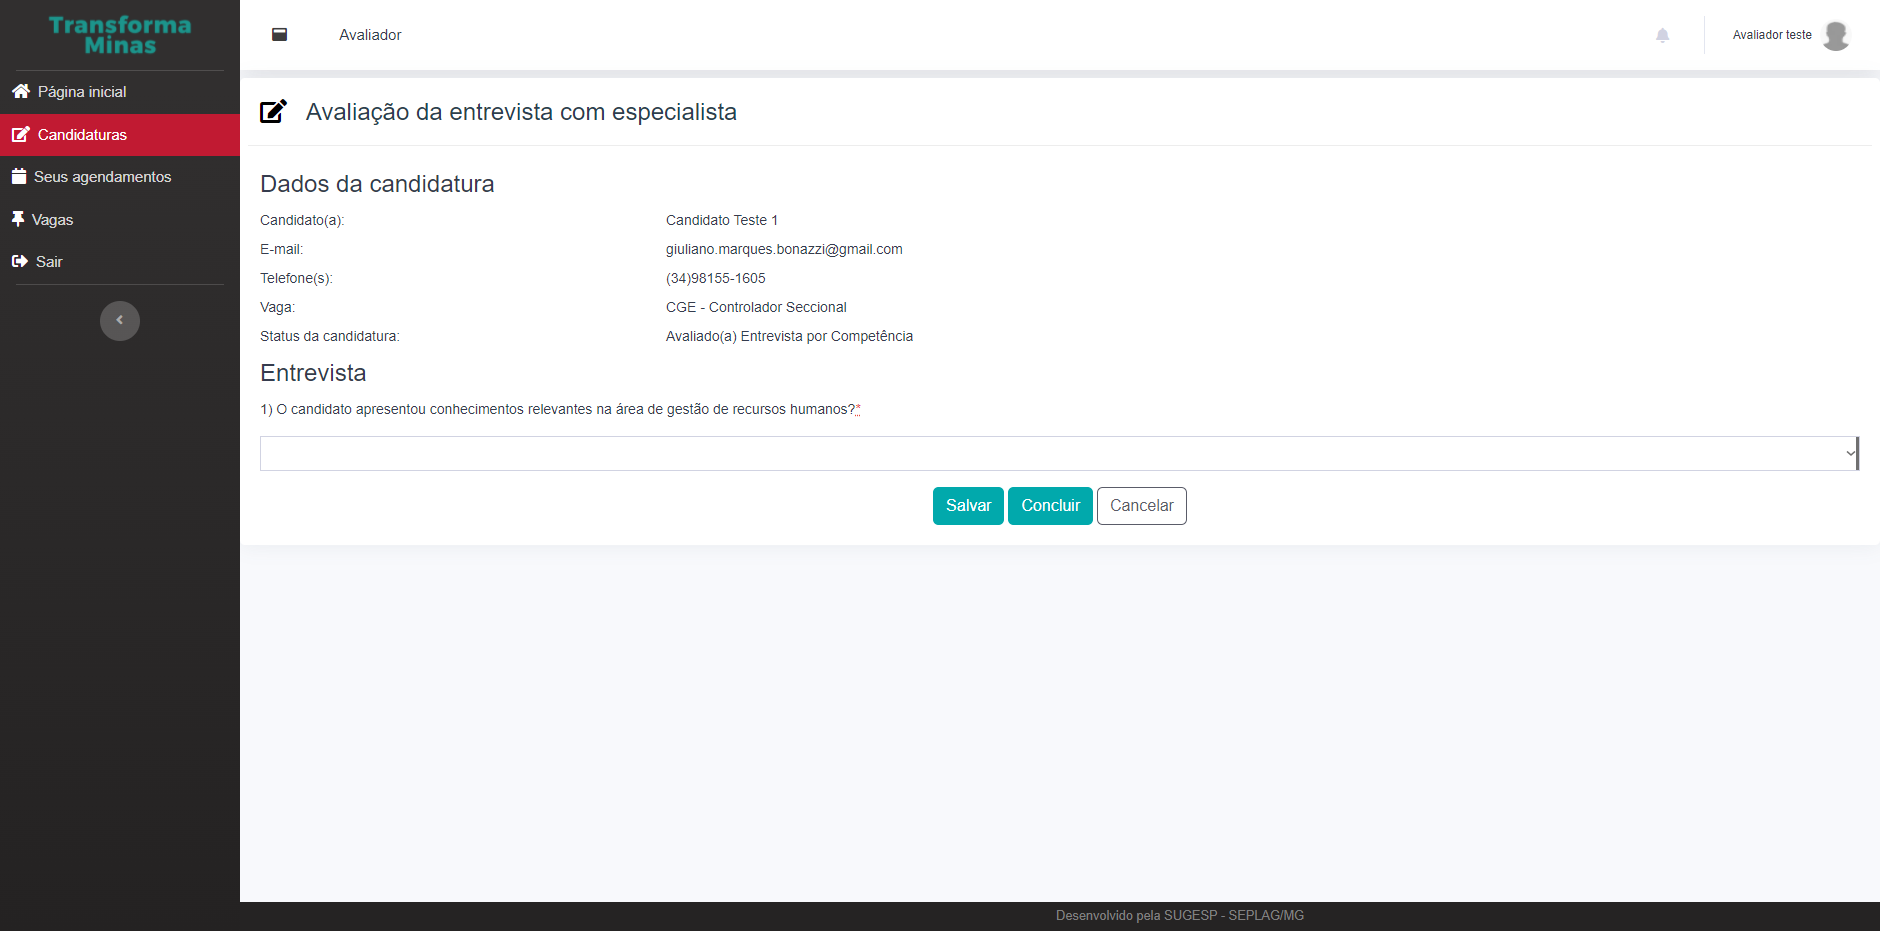 Transforma
Minas
Página inicial
Candidaturas
Seus agendamentos
Vagas
Sair
Avaliador
Avaliador teste
Avaliação da entrevista com especialista
Dados da candidatura
Candidato(a): Candidato Teste 1
E-mail: giuliano.marques.bonazzi@gmail.com
Telefone(s): (34)98155-1605
Vaga: CGE - Controlador Seccional
Status da candidatura: Avaliado(a) Entrevista por Competência
Entrevista
1) O candidato apresentou conhecimentos relevantes na área de gestão de recursos humanos?*
Salvar Concluir Cancelar
Desenvolvido pela SUGESP - SEPLAG/MG